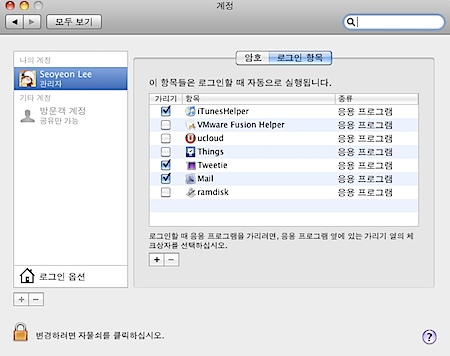 계정
모두 보기
나의 계정
Seoyeon Lee
관리자
기타 계정
방문객 계정
공유만 가능
로그인 옵션
암호 로그인 항목
이 항목들은 로그인할 때 자동으로 실행됩니다.
가리기 항목 종류
iTunesHelper 응용 프로그램
VMware Fusion Helper 응용 프로그램
ucloud 응용 프로그램
Things 응용 프로그램
Tweetie 응용 프로그램
Mail 응용 프로그램
ramdisk 응용 프로그램
로그인할 때 응용 프로그램을 가리려면, 응용 프로그램 옆에 있는 가리기 열의 체
크상자를 선택하십시오.
+ −
+ −
변경하려면 자물쇠를 클릭하십시오.
?